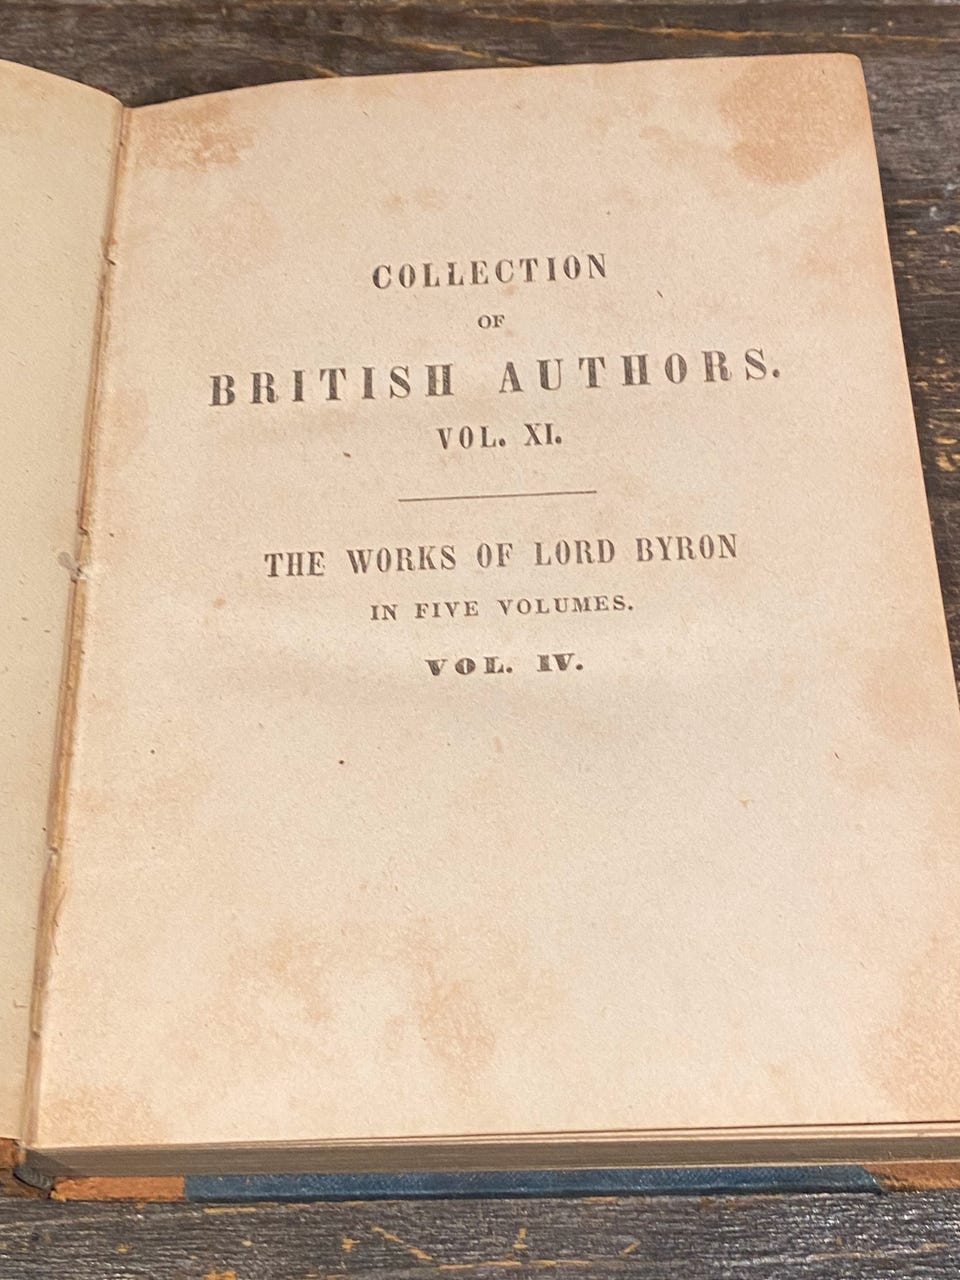 COLLECTION
OF
BRITISH AUTHORS.
VOL. XI.
THE WORKS OF LORD BYRON
IN FIVE VOLUMES.
VOL. IV.